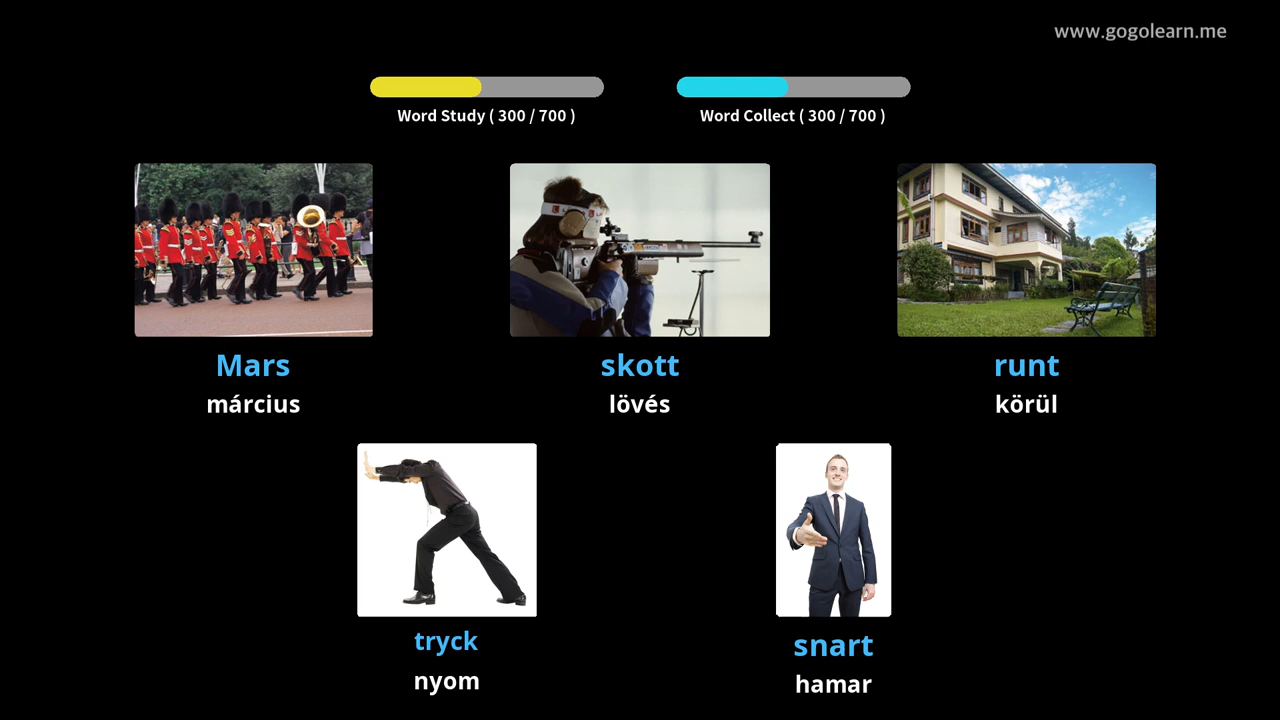 www.gogolearn.me
Word Study ( 300 / 700 )
Word Collect ( 300 / 700 )
Mars
március
skott
lövés
runt
körül
tryck
nyom
snart
hamar